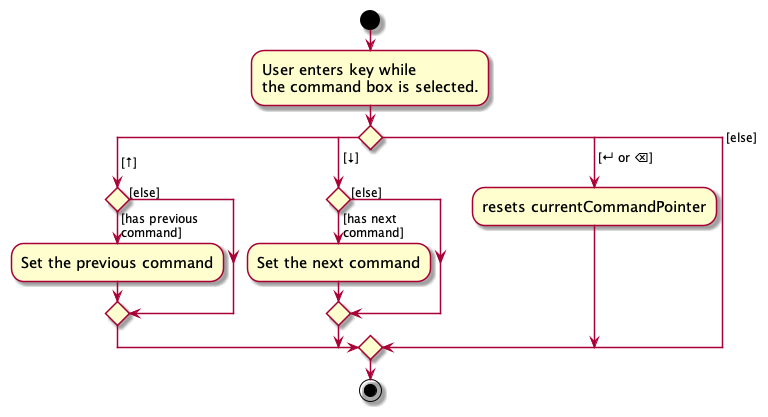 User enters key while
the command box is selected.
[else]
[↑]
[↓]
[↵ or ⌫]
[else]
[else]
[has previous
command]
[has next
command]
resets currentCommandPointer
Set the previous command
Set the next command